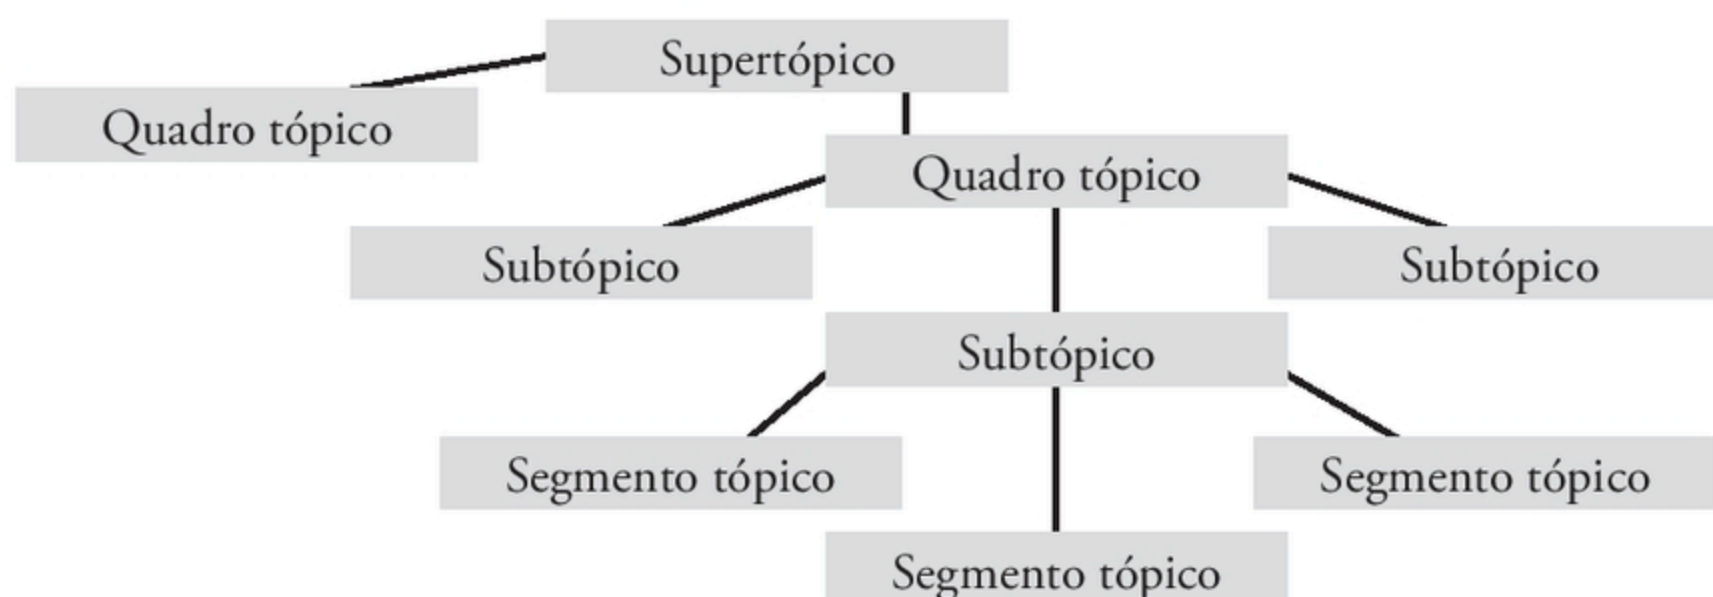 Supertópico
Quadro tópico
Quadro tópico
Subtópico
Subtópico
Subtópico
Segmento tópico
Segmento tópico
Segmento tópico